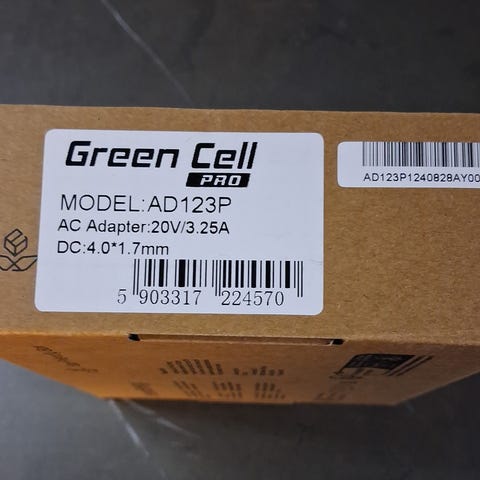 Green Cell
PRO
MODEL:AD123P
AC Adapter:20V/3.25A
DC:4.0*1.7mm
5 903317 224570
AD123P1240828AY00